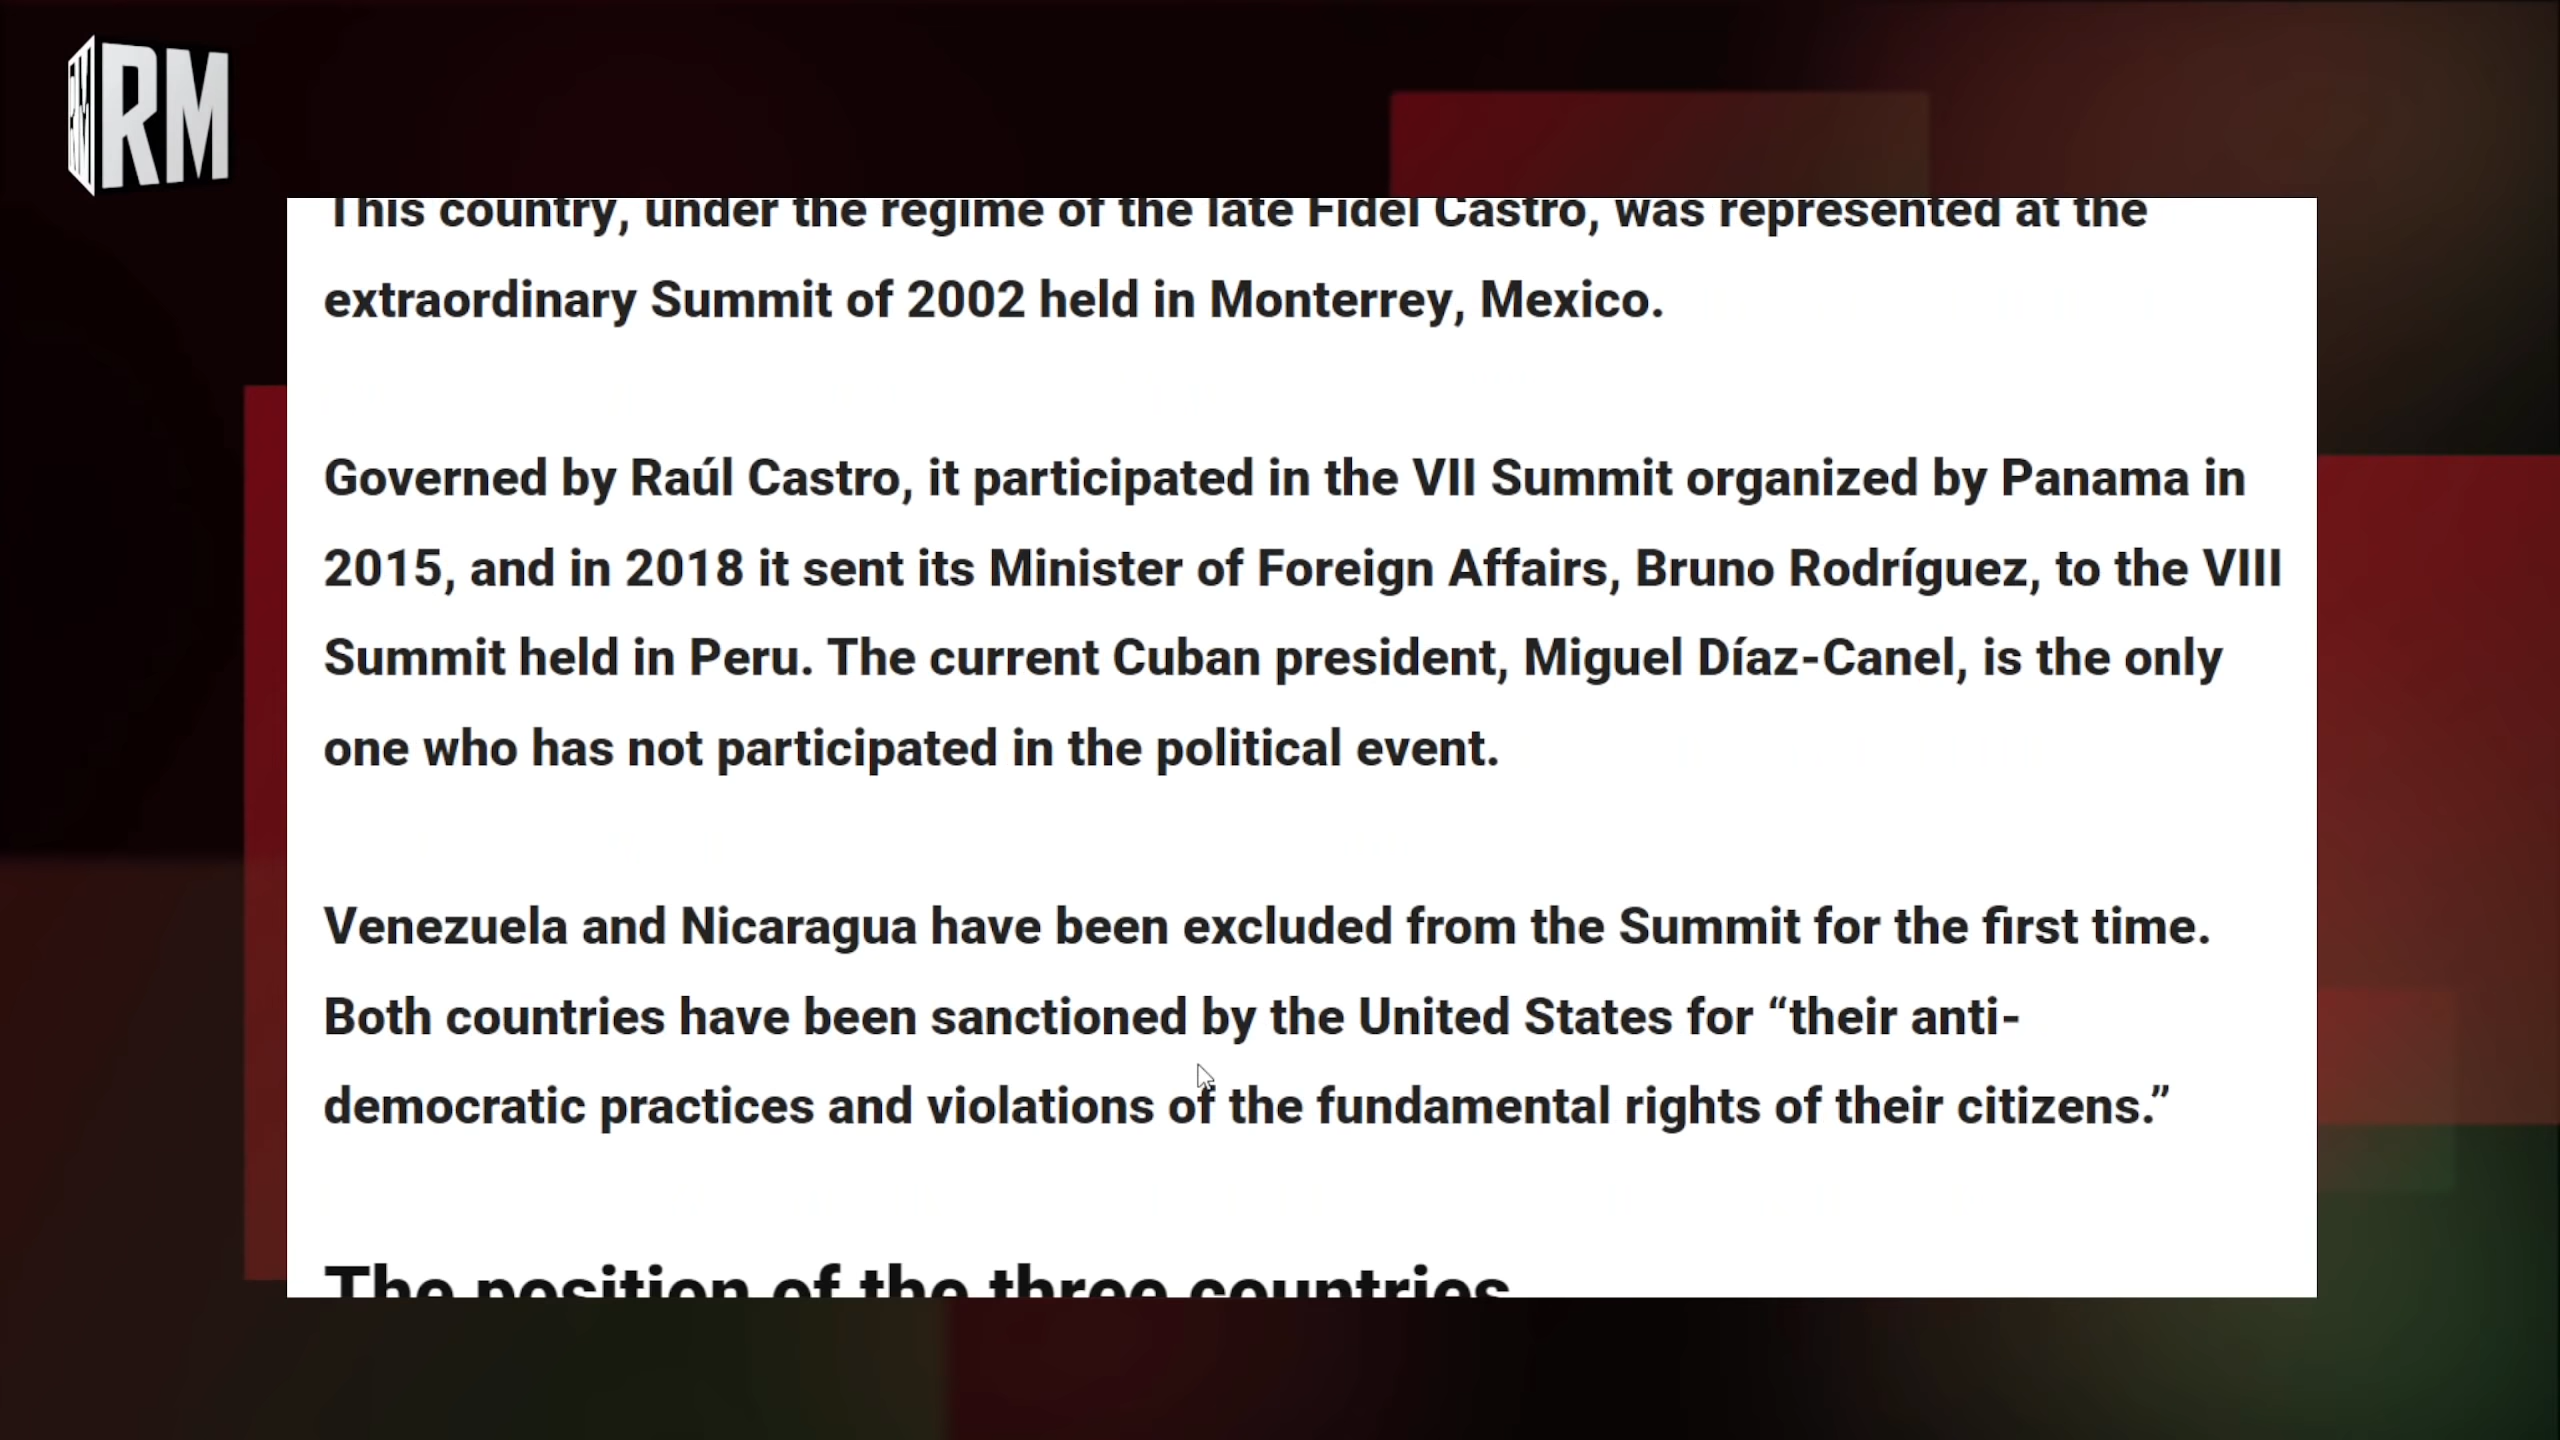 RM
This country, under the regime of the late Fidel Castro, was represented at the
extraordinary Summit of 2002 held in Monterrey, Mexico.
Governed by Raúl Castro, it participated in the VII Summit organized by Panama in
2015, and in 2018 it sent its Minister of Foreign Affairs, Bruno Rodríguez, to the VIII
Summit held in Peru. The current Cuban president, Miguel Díaz-Canel, is the only
one who has not participated in the political event.
Venezuela and Nicaragua have been excluded from the Summit for the first time.
Both countries have been sanctioned by the United States for “their anti-
democratic practices and violations of the fundamental rights of their citizens.”
The position of the three countries